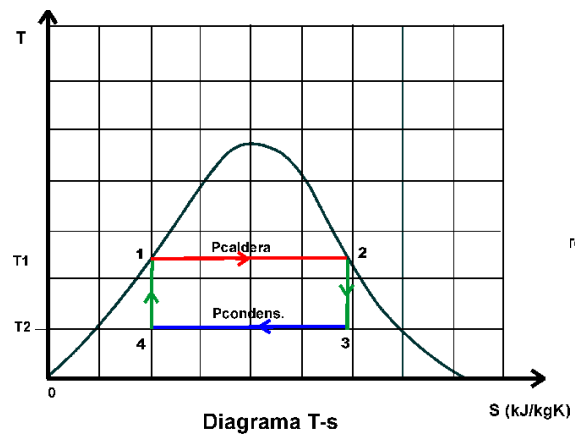 T
1
Pcaldera
2
T1
Pcondens.
T2
4
3
0
S (kJ/kgK)
Diagrama T-s